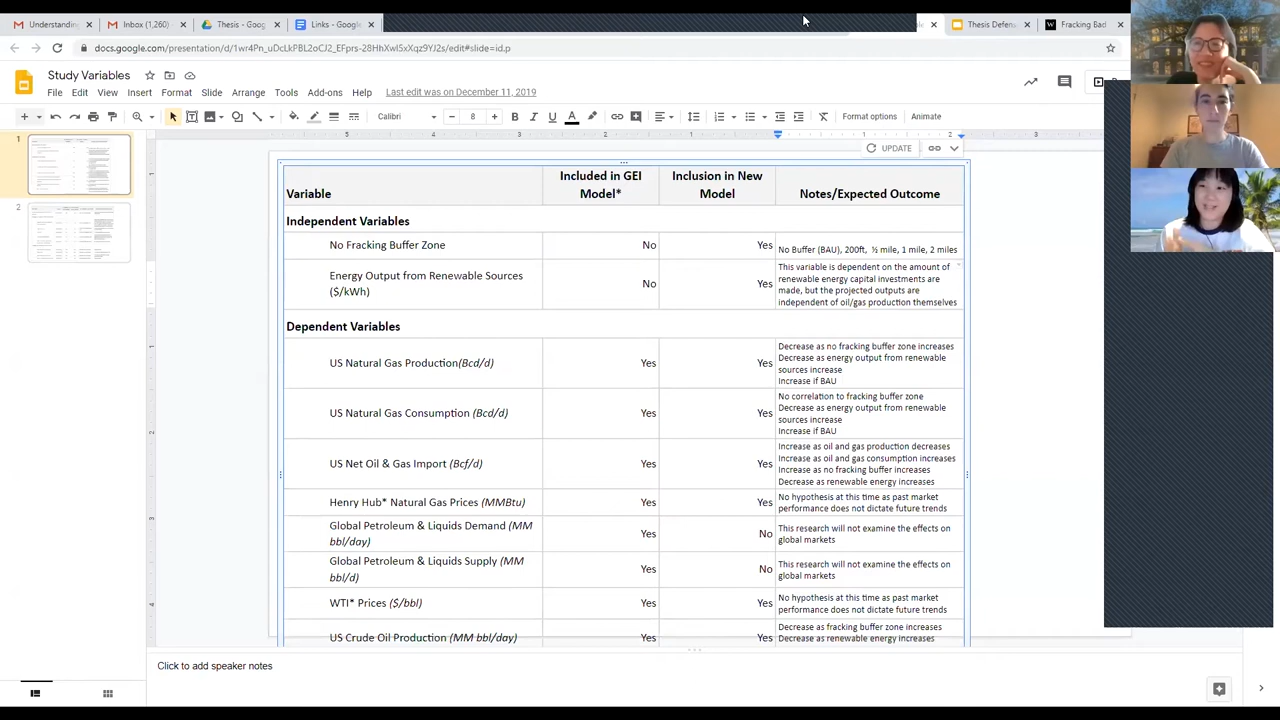 Understanding
Inbox (1,260)
Thesis - Goog
Links - Google
Thesis Defen
Fracking Bad
docs.google.com/presentation/d/1wr4Pn_uDcLkPBL2oCJ2_EFprs-28HhXwlSxXqz9YJ2s/edit#slide=id.p
Study Variables
File Edit View Insert Format Slide Arrange Tools Add-ons Help Last edit was on December 11, 2019
Calibri 8 B I U A Format options Animate
5 2 1 1 2 3
UPDATE
1
2
Variable
Included in GEI
Model*
Inclusion in New
Model
Notes/Expected Outcome
Independent Variables
No Fracking Buffer Zone
No
Yes
No Buffer (BAU), 200ft, ½ mile, 1 mile, 2 miles
Energy Output from Renewable Sources
($/kWh)
No
Yes
This variable is dependent on the amount of
renewable energy capital investments are
made, but the projected outputs are
independent of oil/gas production themselves
Dependent Variables
US Natural Gas Production(Bcd/d)
Yes
Yes
Decrease as no fracking buffer zone increases
Decrease as energy output from renewable
sources increase
Increase if BAU
US Natural Gas Consumption (Bcd/d)
Yes
Yes
No correlation to fracking buffer zone
Decrease as energy output from renewable
sources increase
Increase if BAU
US Net Oil & Gas Import (Bcf/d)
Yes
Yes
Increase as oil and gas production decreases
Increase as oil and gas consumption increases
Increase as no fracking buffer increases
Decrease as renewable energy increases
Henry Hub* Natural Gas Prices (MMBtu)
Yes
Yes
No hypothesis at this time as past market
performance does not dictate future trends
Global Petroleum & Liquids Demand (MM
bbl/day)
Yes
No
This research will not examine the effects on
global markets
Global Petroleum & Liquids Supply (MM
bbl/d)
Yes
No
This research will not examine the effects on
global markets
WTI* Prices ($/bbl)
Yes
Yes
No hypothesis at this time as past market
performance does not dictate future trends
US Crude Oil Production (MM bbl/day)
Yes
Yes
Decrease as fracking buffer zone increases
Decrease as renewable energy increases
Click to add speaker notes